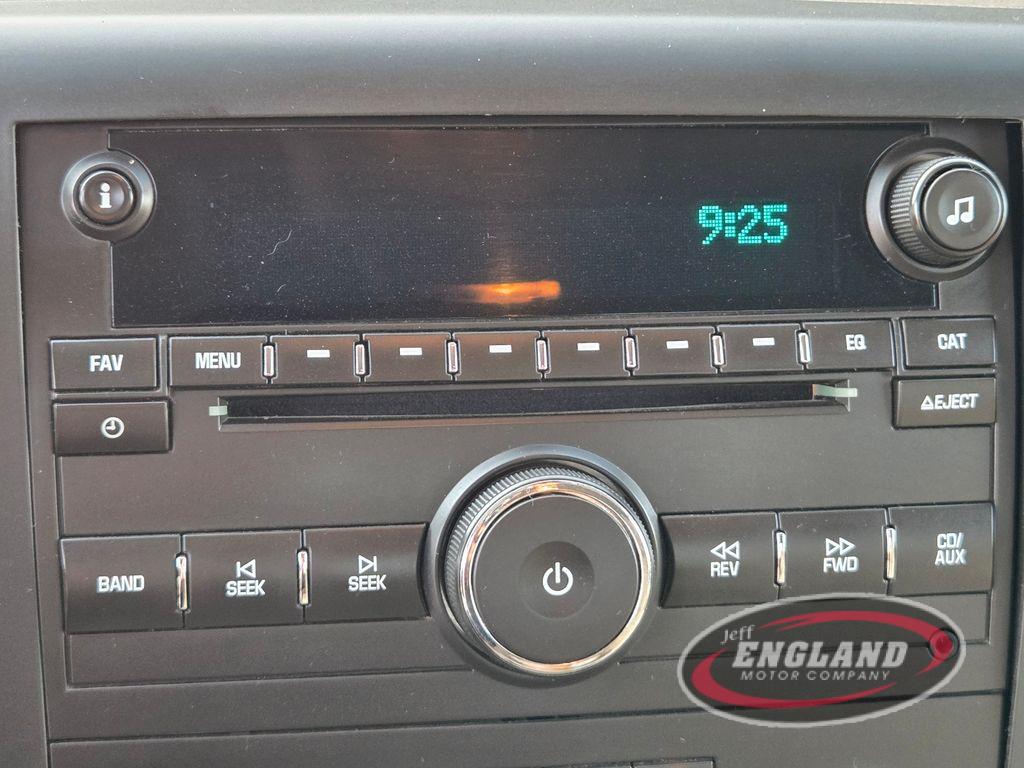 i
9:25
FAV
MENU
EQ
CAT
EJECT
BAND
SEEK
SEEK
REV
FWD
CD/
AUX
Jeff
ENGLAND
MOTOR COMPANY